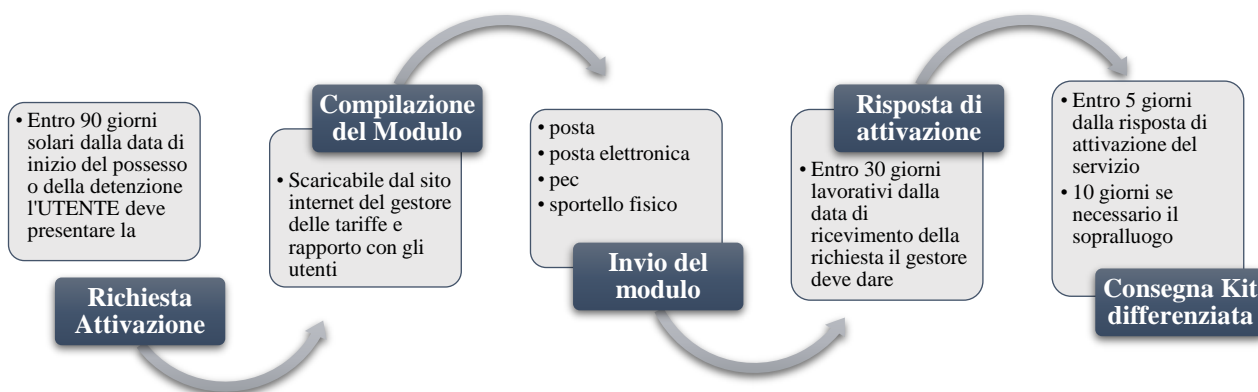 • Entro 90 giorni
solari dalla data di
inizio del possesso
o della detenzione
l'UTENTE deve
presentare la
Richiesta
Attivazione
Compilazione
del Modulo
• Scaricabile dal sito
internet del gestore
delle tariffe e
rapporto con gli
utenti
• posta
• posta elettronica
• pec
• sportello fisico
Invio del
modulo
Risposta di
attivazione
• Entro 30 giorni
lavorativi dalla
data di
ricevimento della
richiesta il gestore
deve dare
• Entro 5 giorni
dalla risposta di
attivazione del
servizio
• 10 giorni se
necessario il
sopralluogo
Consegna Kit
differenziata